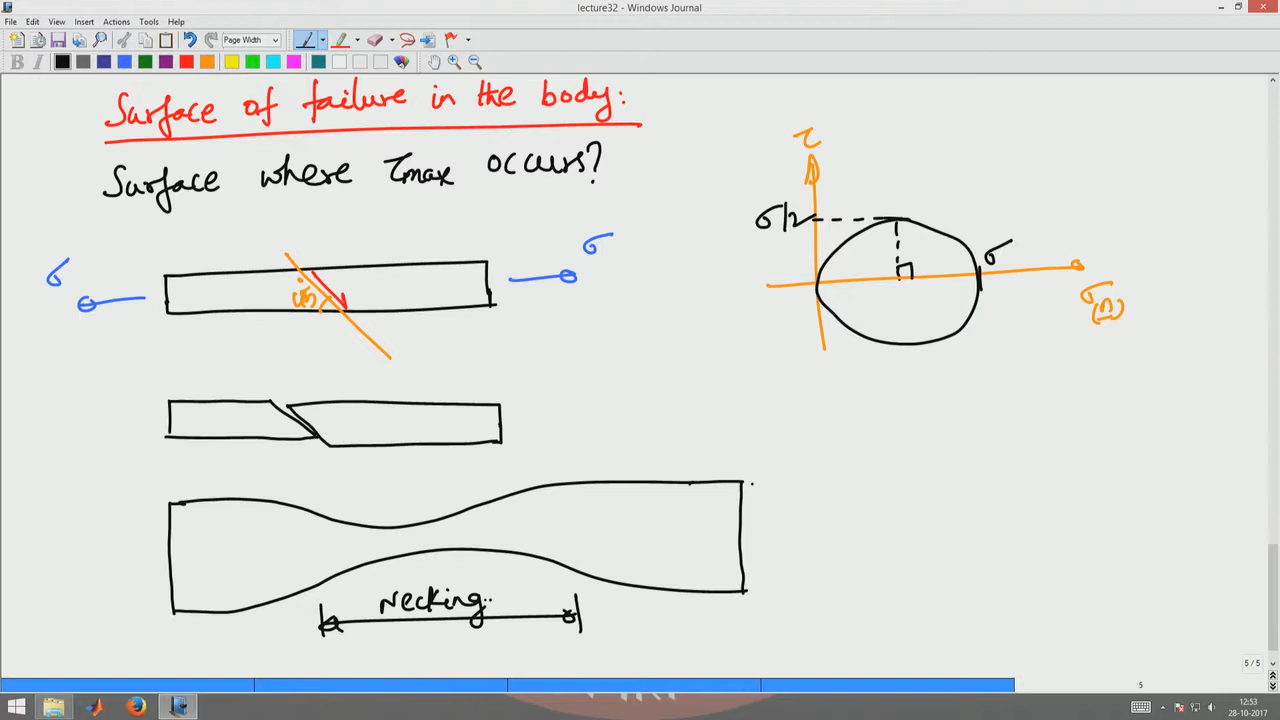 lecture32 - Windows Journal
File Edit View Insert Actions Tools Help
Page Width
Surface of failure in the body:
Surface where τmax occurs?
τ
σ/2
σ
σ(n)
σ
σ
45°
Necking
5 / 5
5
12:53
28-10-2017